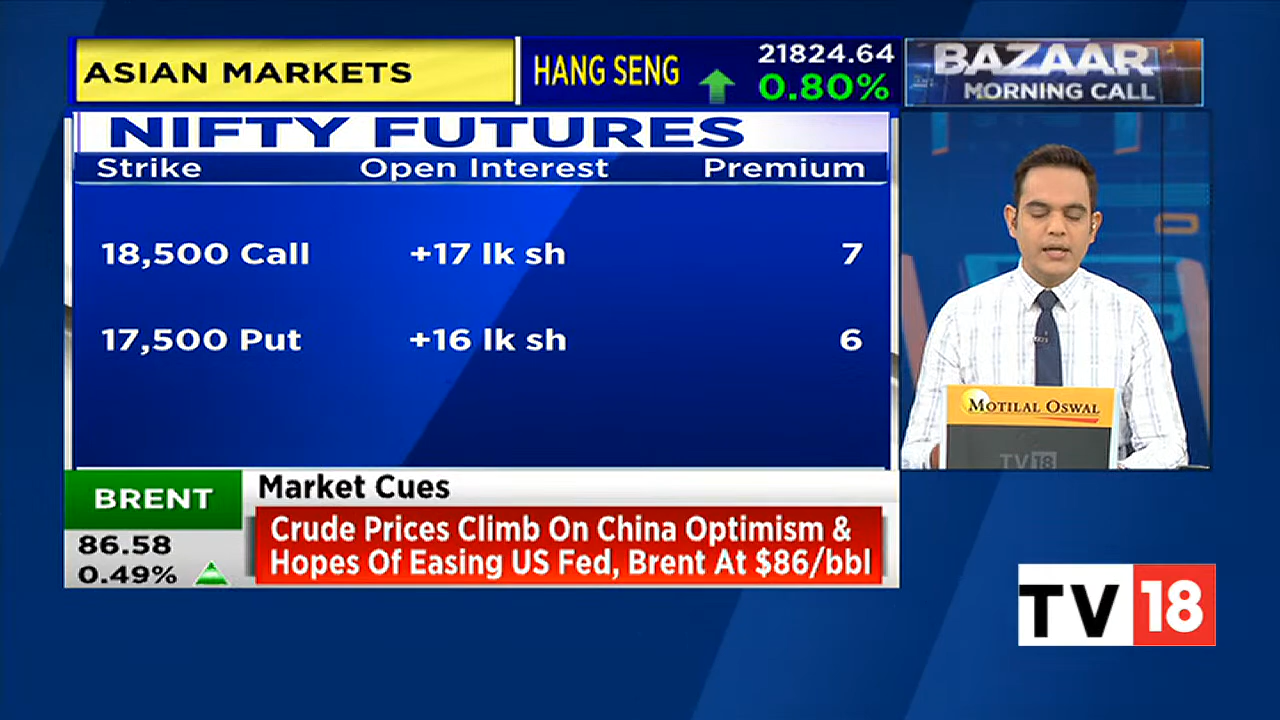 ASIAN MARKETS
HANG SENG
21824.64
0.80%
BAZAAR
MORNING CALL
NIFTY FUTURES
Strike Open Interest Premium
18,500 Call +17 lk sh 7
17,500 Put +16 lk sh 6
MOTILAL OSWAL
TV18
BRENT
86.58
0.49%
Market Cues
Crude Prices Climb On China Optimism &
Hopes Of Easing US Fed, Brent At $86/bbl
TV18